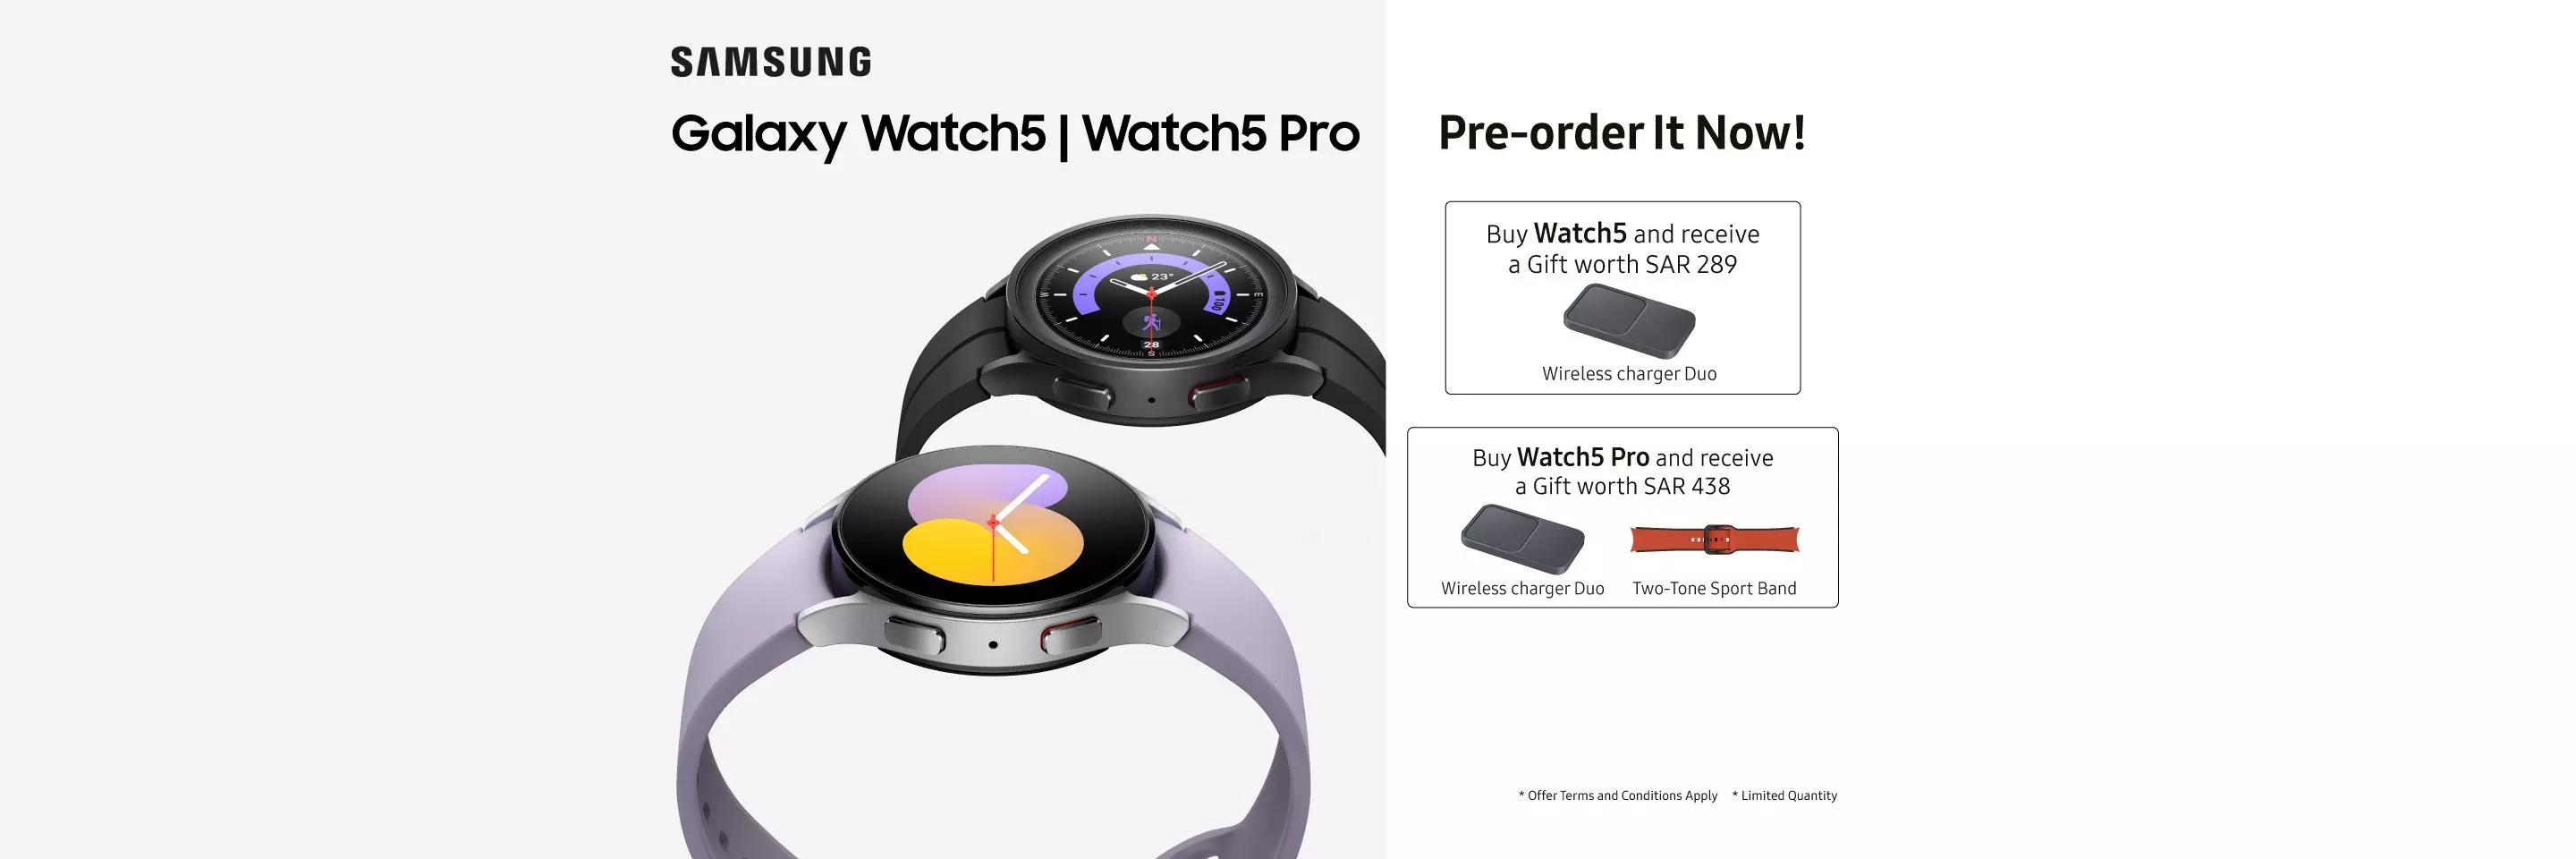 SAMSUNG
Galaxy Watch5 | Watch5 Pro
N
23°
W
E
100
28
S
Pre-order It Now!
Buy Watch5 and receive
a Gift worth SAR 289
Wireless charger Duo
Buy Watch5 Pro and receive
a Gift worth SAR 438
Wireless charger Duo
Two-Tone Sport Band
* Offer Terms and Conditions Apply * Limited Quantity